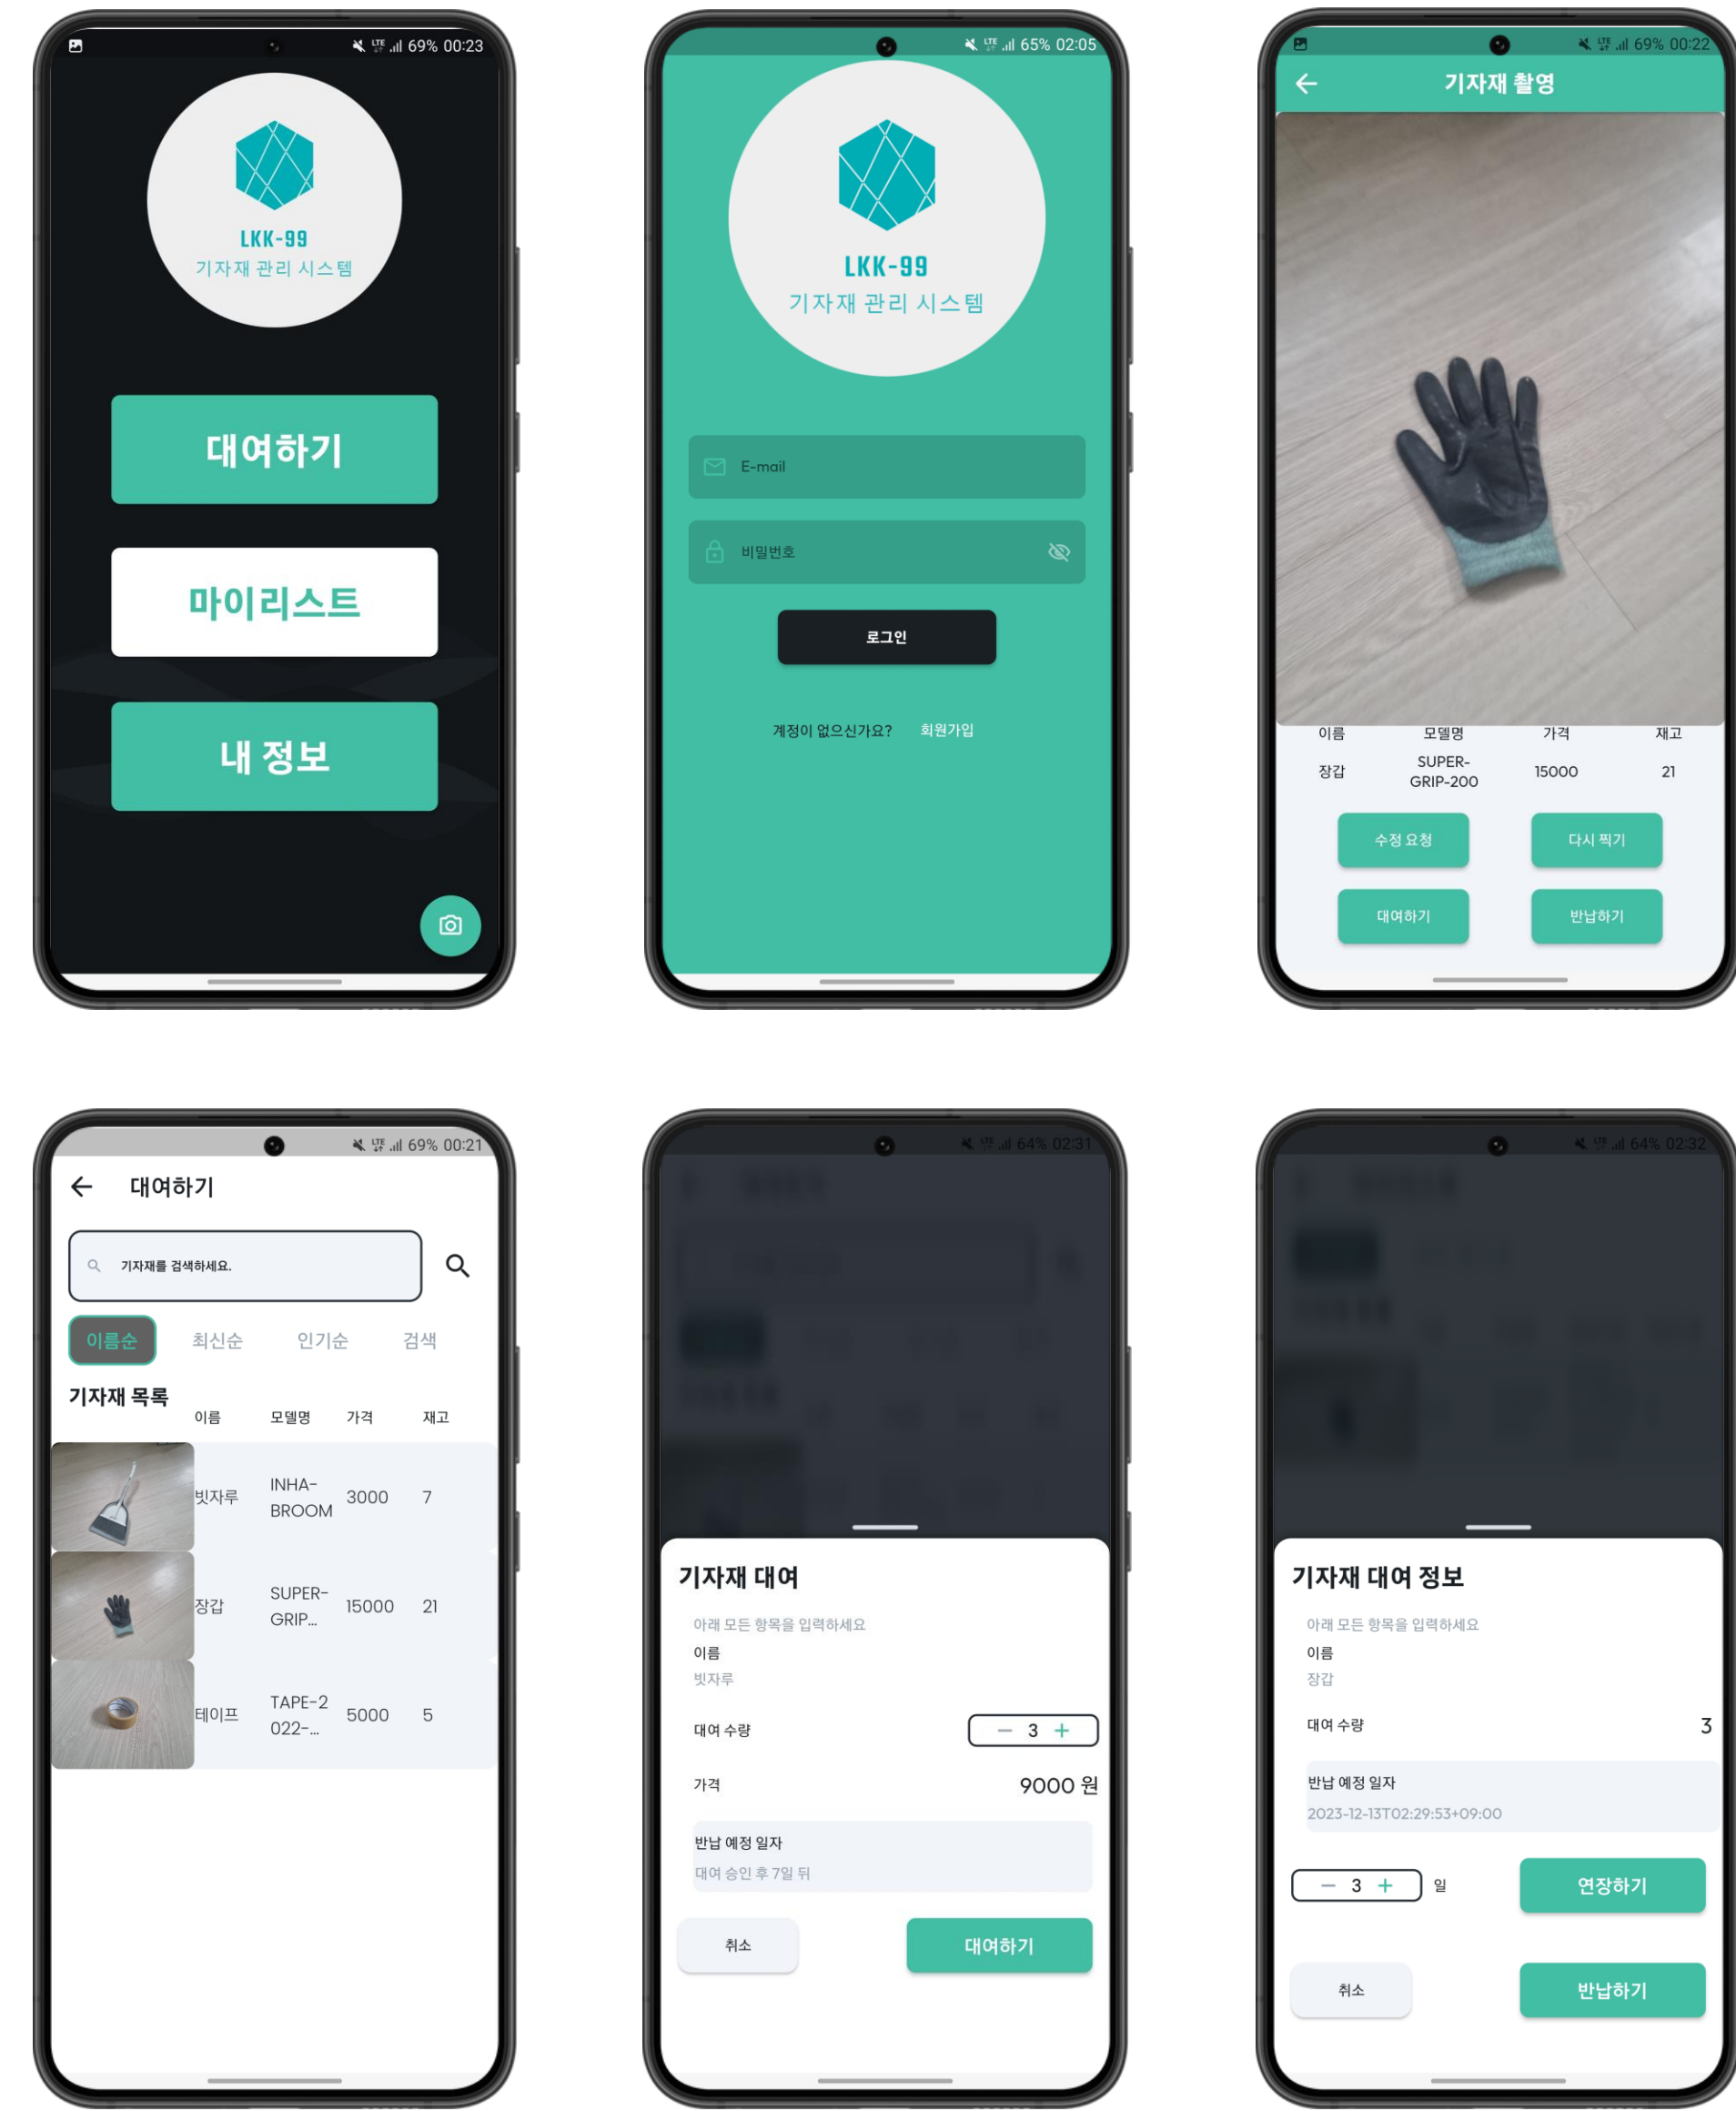 LTE 69% 00:23
LKK-99
기자재 관리 시스템
대여하기
마이리스트
내 정보
LTE 65% 02:05
LKK-99
기자재 관리 시스템
E-mail
비밀번호
로그인
계정이 없으신가요? 회원가입
LTE 69% 00:22
기자재 촬영
이름 모델명 가격 재고
장갑 SUPER-GRIP-200 15000 21
수정 요청 다시 찍기
대여하기 반납하기
LTE 69% 00:21
대여하기
기자재를 검색하세요.
이름순 최신순 인기순 검색
기자재 목록
이름 모델명 가격 재고
빗자루 INHA-BROOM 3000 7
장갑 SUPER-GRIP... 15000 21
테이프 TAPE-2022-... 5000 5
LTE 64% 02:31
기자재 대여
아래 모든 항목을 입력하세요
이름
빗자루
대여 수량 − 3 +
가격 9000 원
반납 예정 일자
대여 승인 후 7일 뒤
취소 대여하기
LTE 64% 02:32
기자재 대여 정보
아래 모든 항목을 입력하세요
이름
장갑
대여 수량 3
반납 예정 일자
2023-12-13T02:29:53+09:00
− 3 + 일 연장하기
취소 반납하기